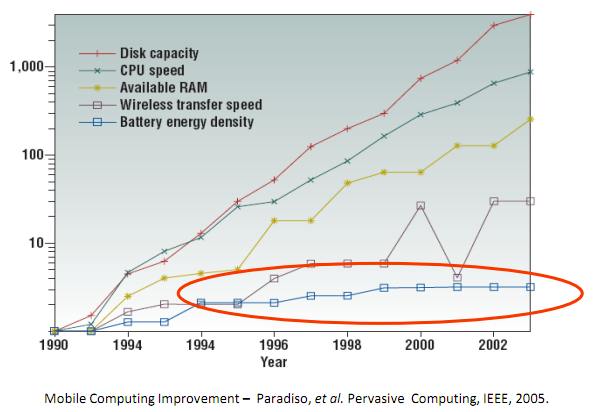 Disk capacity
CPU speed
Available RAM
Wireless transfer speed
Battery energy density
1,000
100
10
1990 1994 1994 1996 1998 2000 2002
Year
Mobile Computing Improvement – Paradiso, et al. Pervasive Computing, IEEE, 2005.